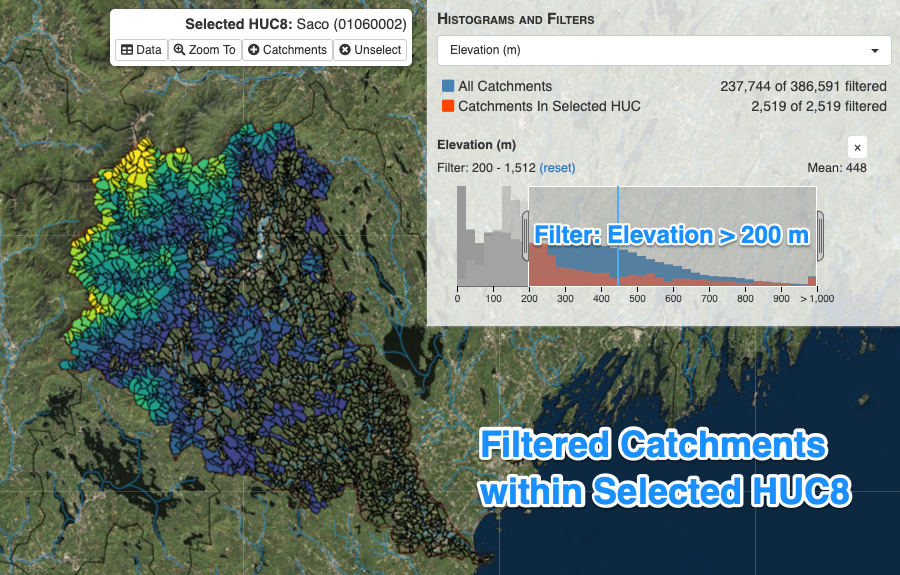 Selected HUC8: Saco (01060002)
Data Zoom To Catchments Unselect
Histograms and Filters
Elevation (m)
All Catchments 237,744 of 386,591 filtered
Catchments In Selected HUC 2,519 of 2,519 filtered
Elevation (m) ×
Filter: 200 - 1,512 (reset) Mean: 448
Filter: Elevation > 200 m
0 100 200 300 400 500 600 700 800 900 > 1,000
Filtered Catchments
within Selected HUC8